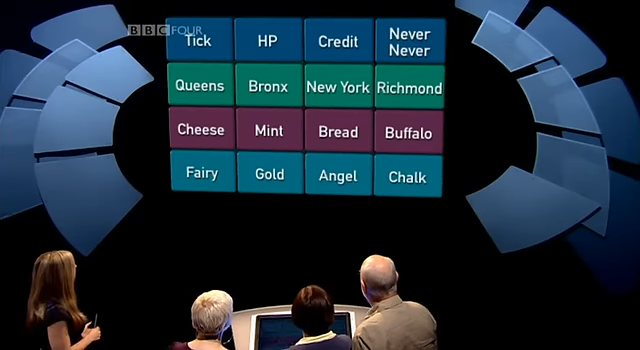 BBC FOUR
Tick HP Credit Never Never
Queens Bronx New York Richmond
Cheese Mint Bread Buffalo
Fairy Gold Angel Chalk